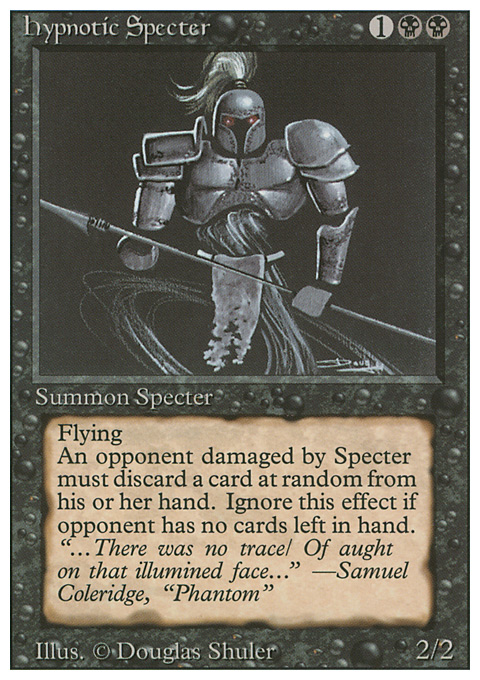 Hypnotic Specter
1
Summon Specter
Flying
An opponent damaged by Specter
must discard a card at random from
his or her hand. Ignore this effect if
opponent has no cards left in hand.
“...There was no trace/ Of aught
on that illumined face...” —Samuel
Coleridge, “Phantom”
Illus. © Douglas Shuler
2/2